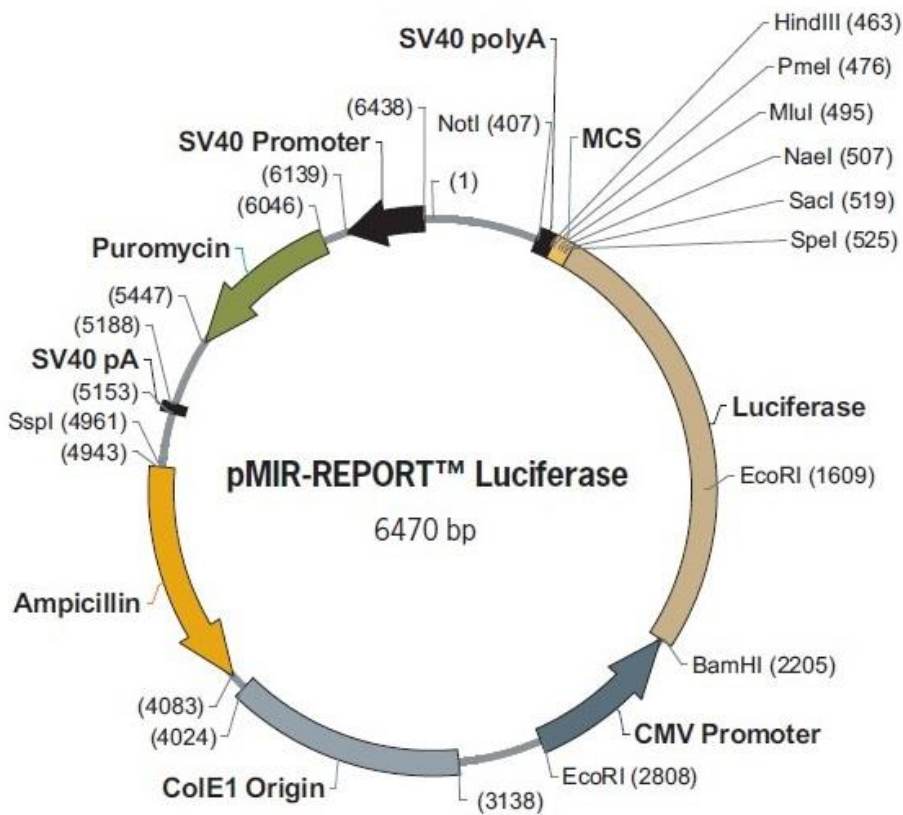 HindIII (463)
SV40 polyA
PmeI (476)
(6438)
NotI (407)
MluI (495)
SV40 Promoter
MCS
NaeI (507)
(6139)
(1)
SacI (519)
(6046)
SpeI (525)
Puromycin
(5447)
(5188)
SV40 pA
(5153)
Luciferase
SspI (4961)
(4943)
pMIR-REPORT™ Luciferase
EcoRI (1609)
6470 bp
Ampicillin
BamHI (2205)
(4083)
(4024)
CMV Promoter
EcoRI (2808)
ColE1 Origin
(3138)